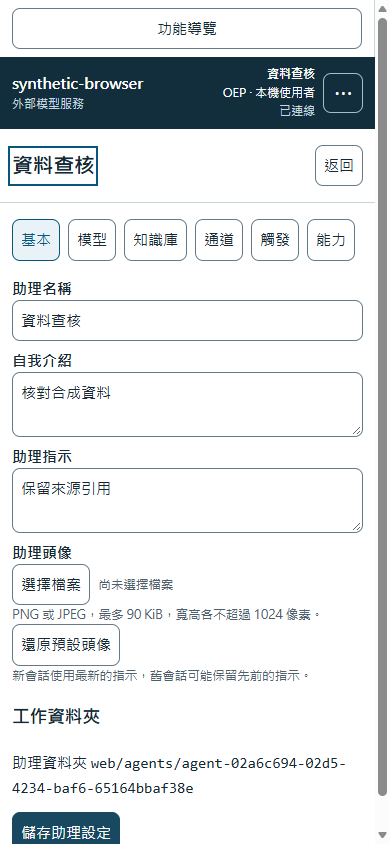 功能導覽
synthetic-browser
外部模型服務
資料查核
OEP · 本機使用者
已連線
⋯
資料查核
返回
基本 模型 知識庫 通道 觸發 能力
助理名稱
資料查核
自我介紹
核對合成資料
助理指示
保留來源引用
助理頭像
選擇檔案 尚未選擇檔案
PNG 或 JPEG，最多 90 KiB，寬高各不超過 1024 像素。
還原預設頭像
新會話使用最新的指示，舊會話可能保留先前的指示。
工作資料夾
助理資料夾 web/agents/agent-02a6c694-02d5-
4234-baf6-65164bbaf38e
儲存助理設定